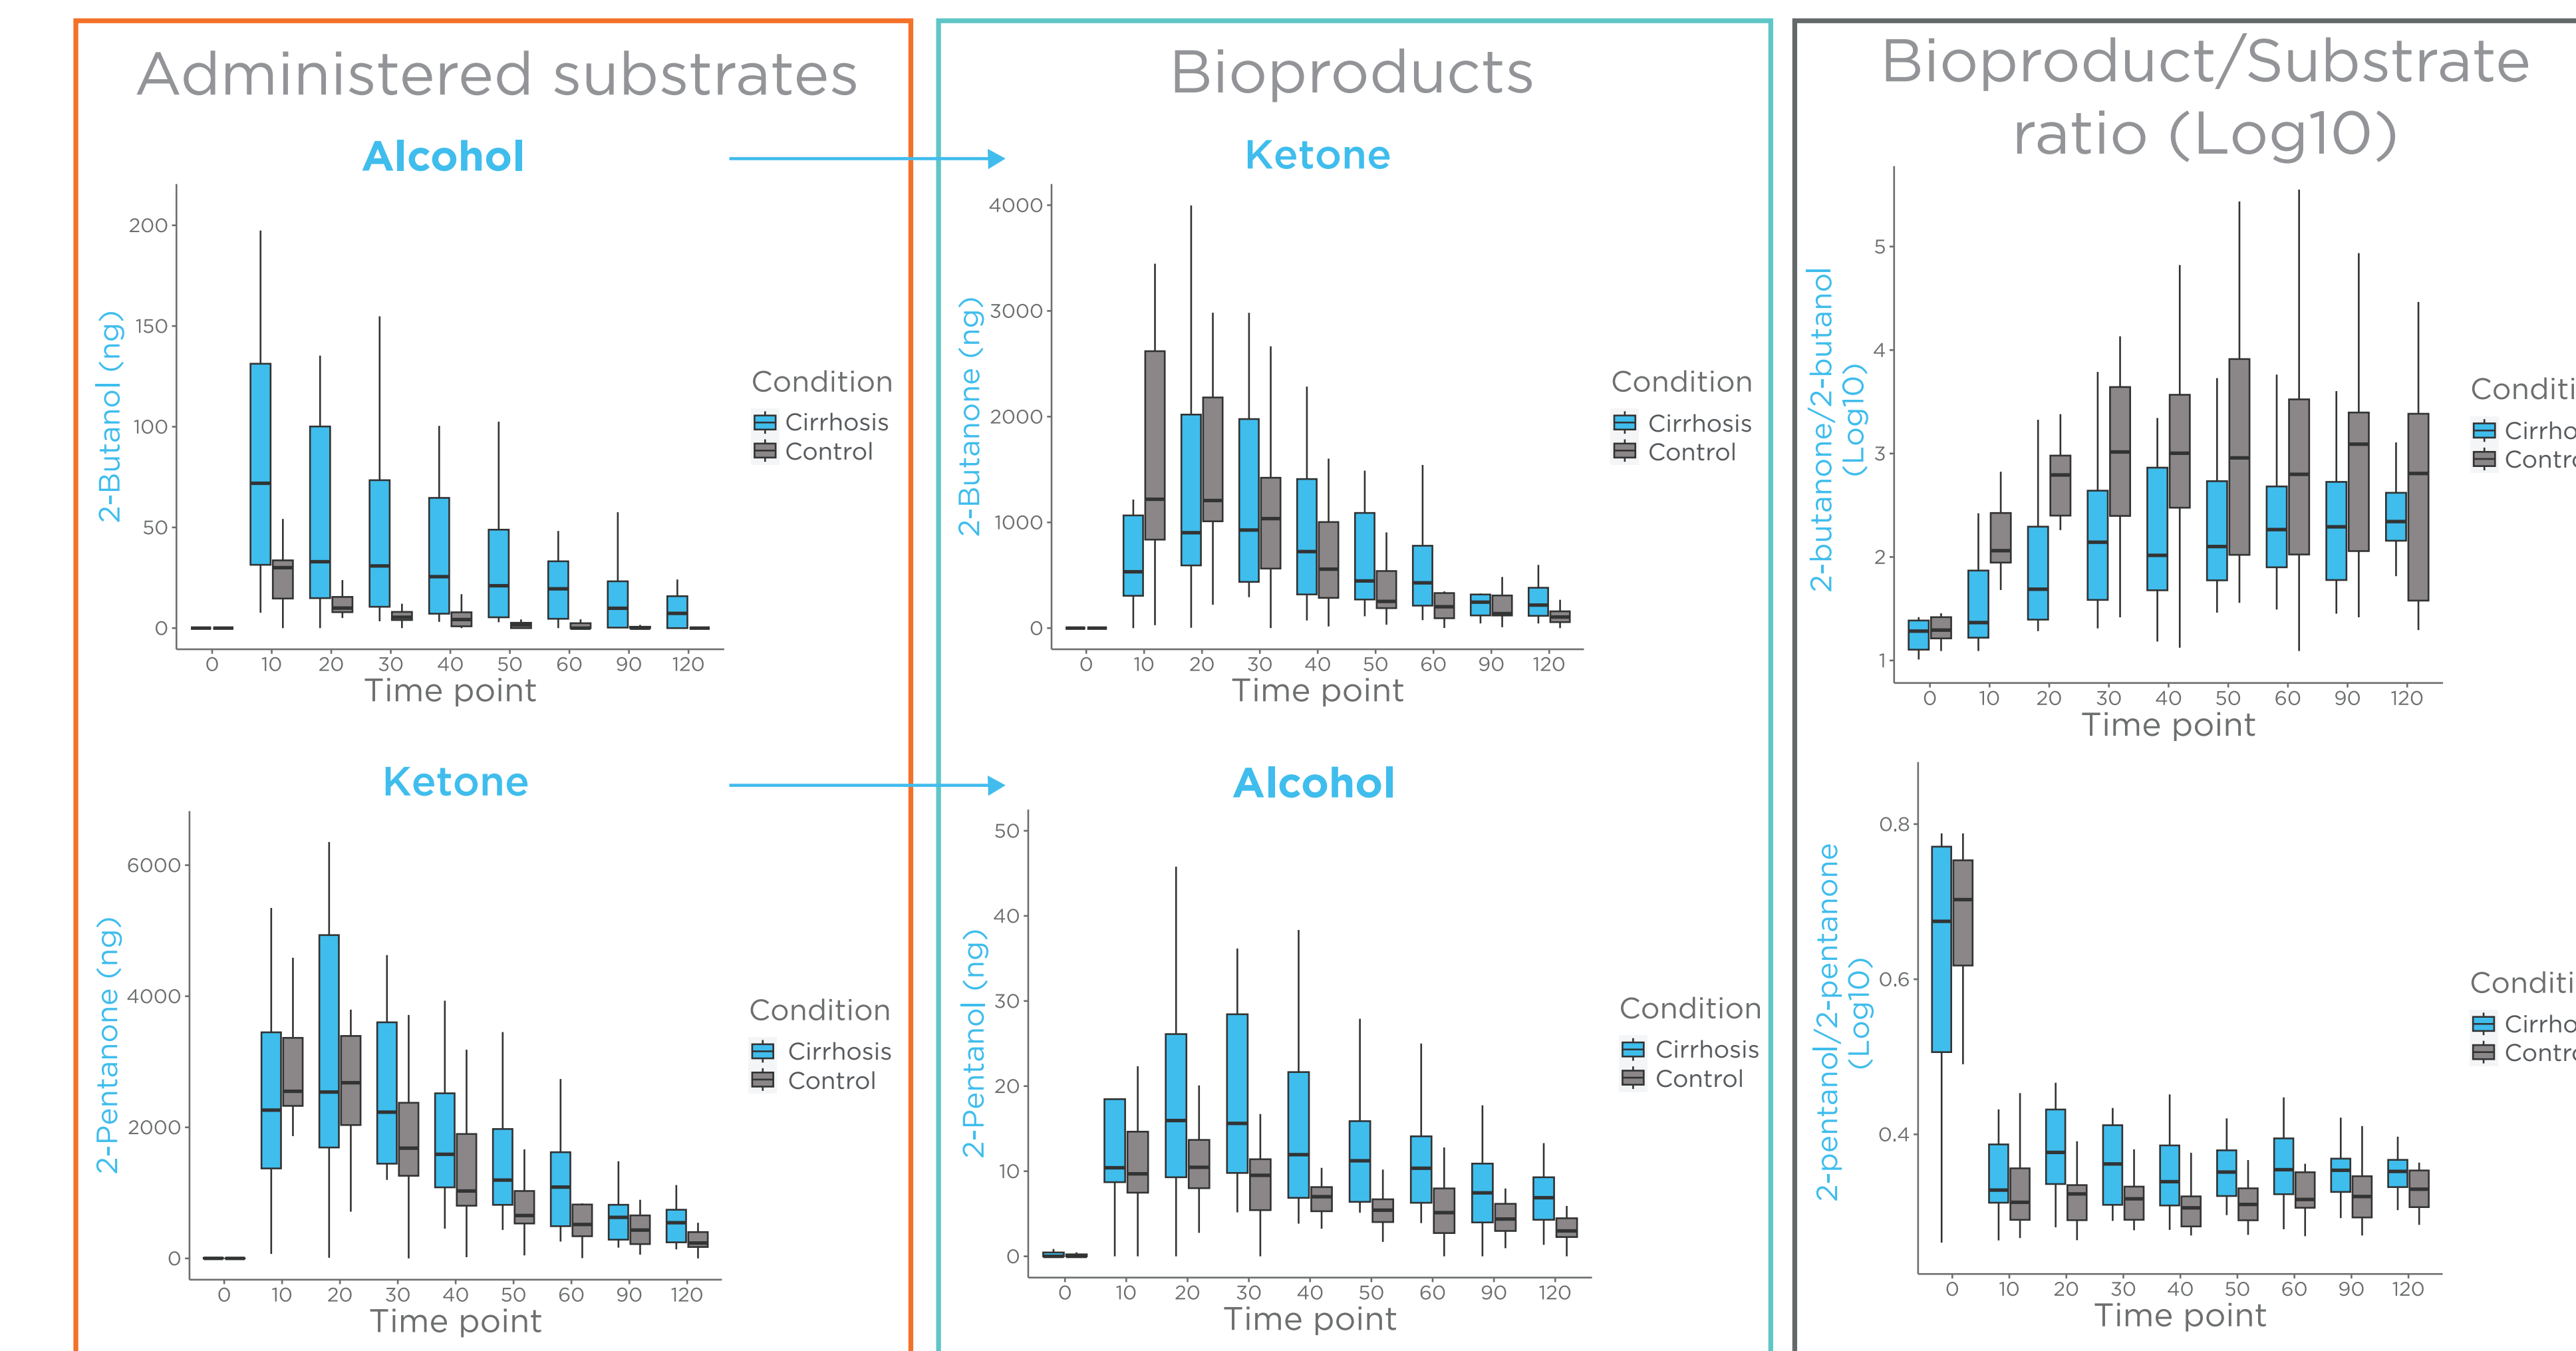 Administered substrates
Alcohol
200
150
100
50
0
2-Butanol (ng)
0 10 20 30 40 50 60 90 120
Time point
Condition
Cirrhosis
Control
Ketone
6000
4000
2000
0
2-Pentanone (ng)
0 10 20 30 40 50 60 90 120
Time point
Condition
Cirrhosis
Control
Bioproducts
Ketone
4000
3000
2000
1000
0
2-Butanone (ng)
0 10 20 30 40 50 60 90 120
Time point
Condition
Cirrhosis
Control
Alcohol
50
40
30
20
10
0
2-Pentanol (ng)
0 10 20 30 40 50 60 90 120
Time point
Condition
Cirrhosis
Control
Bioproduct/Substrate
ratio (Log10)
5
4
3
2
1
2-butanone/2-butanol
(Log10)
0 10 20 30 40 50 60 90 120
Time point
Conditi
Cirrho
Contro
0.8
0.6
0.4
2-pentanol/2-pentanone
(Log10)
0 10 20 30 40 50 60 90 120
Time point
Conditi
Cirrho
Contro